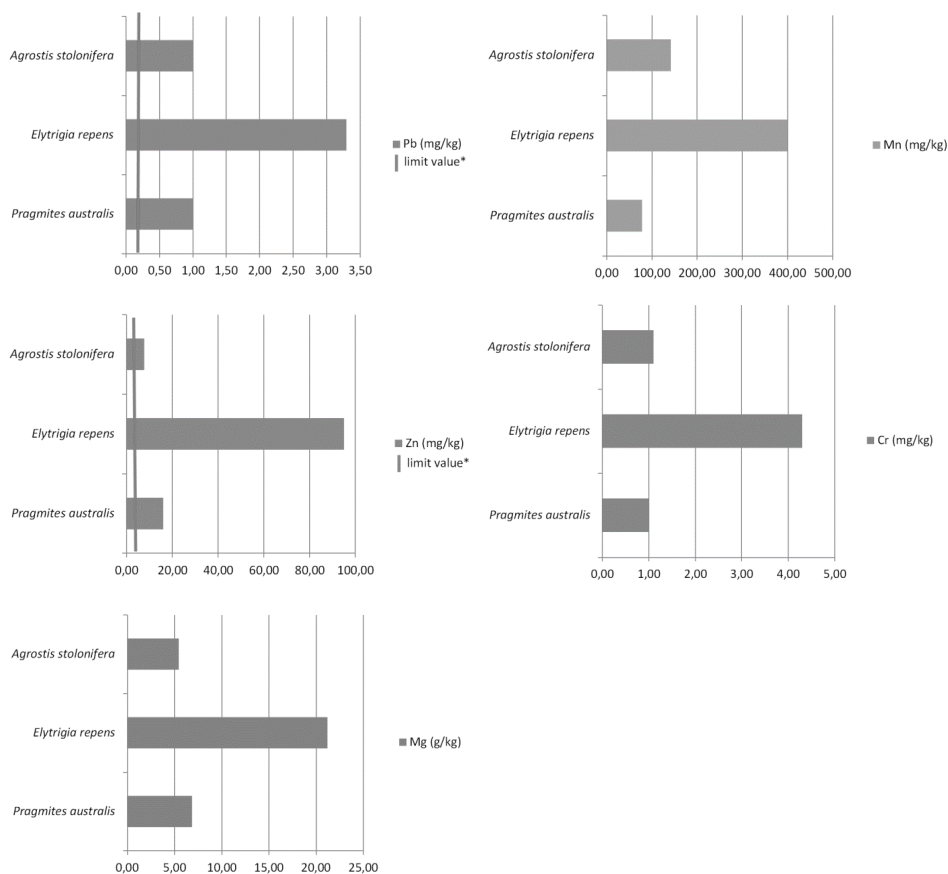 Agrostis stolonifera
Elytrigia repens
Pragmites australis
Pb (mg/kg)
limit value*
0,00 0,50 1,00 1,50 2,00 2,50 3,00 3,50
Agrostis stolonifera
Elytrigia repens
Pragmites australis
Mn (mg/kg)
0,00 100,00 200,00 300,00 400,00 500,00
Agrostis stolonifera
Elytrigia repens
Pragmites australis
Zn (mg/kg)
limit value*
0,00 20,00 40,00 60,00 80,00 100,00
Agrostis stolonifera
Elytrigia repens
Pragmites australis
Cr (mg/kg)
0,00 1,00 2,00 3,00 4,00 5,00
Agrostis stolonifera
Elytrigia repens
Pragmites australis
Mg (g/kg)
0,00 5,00 10,00 15,00 20,00 25,00